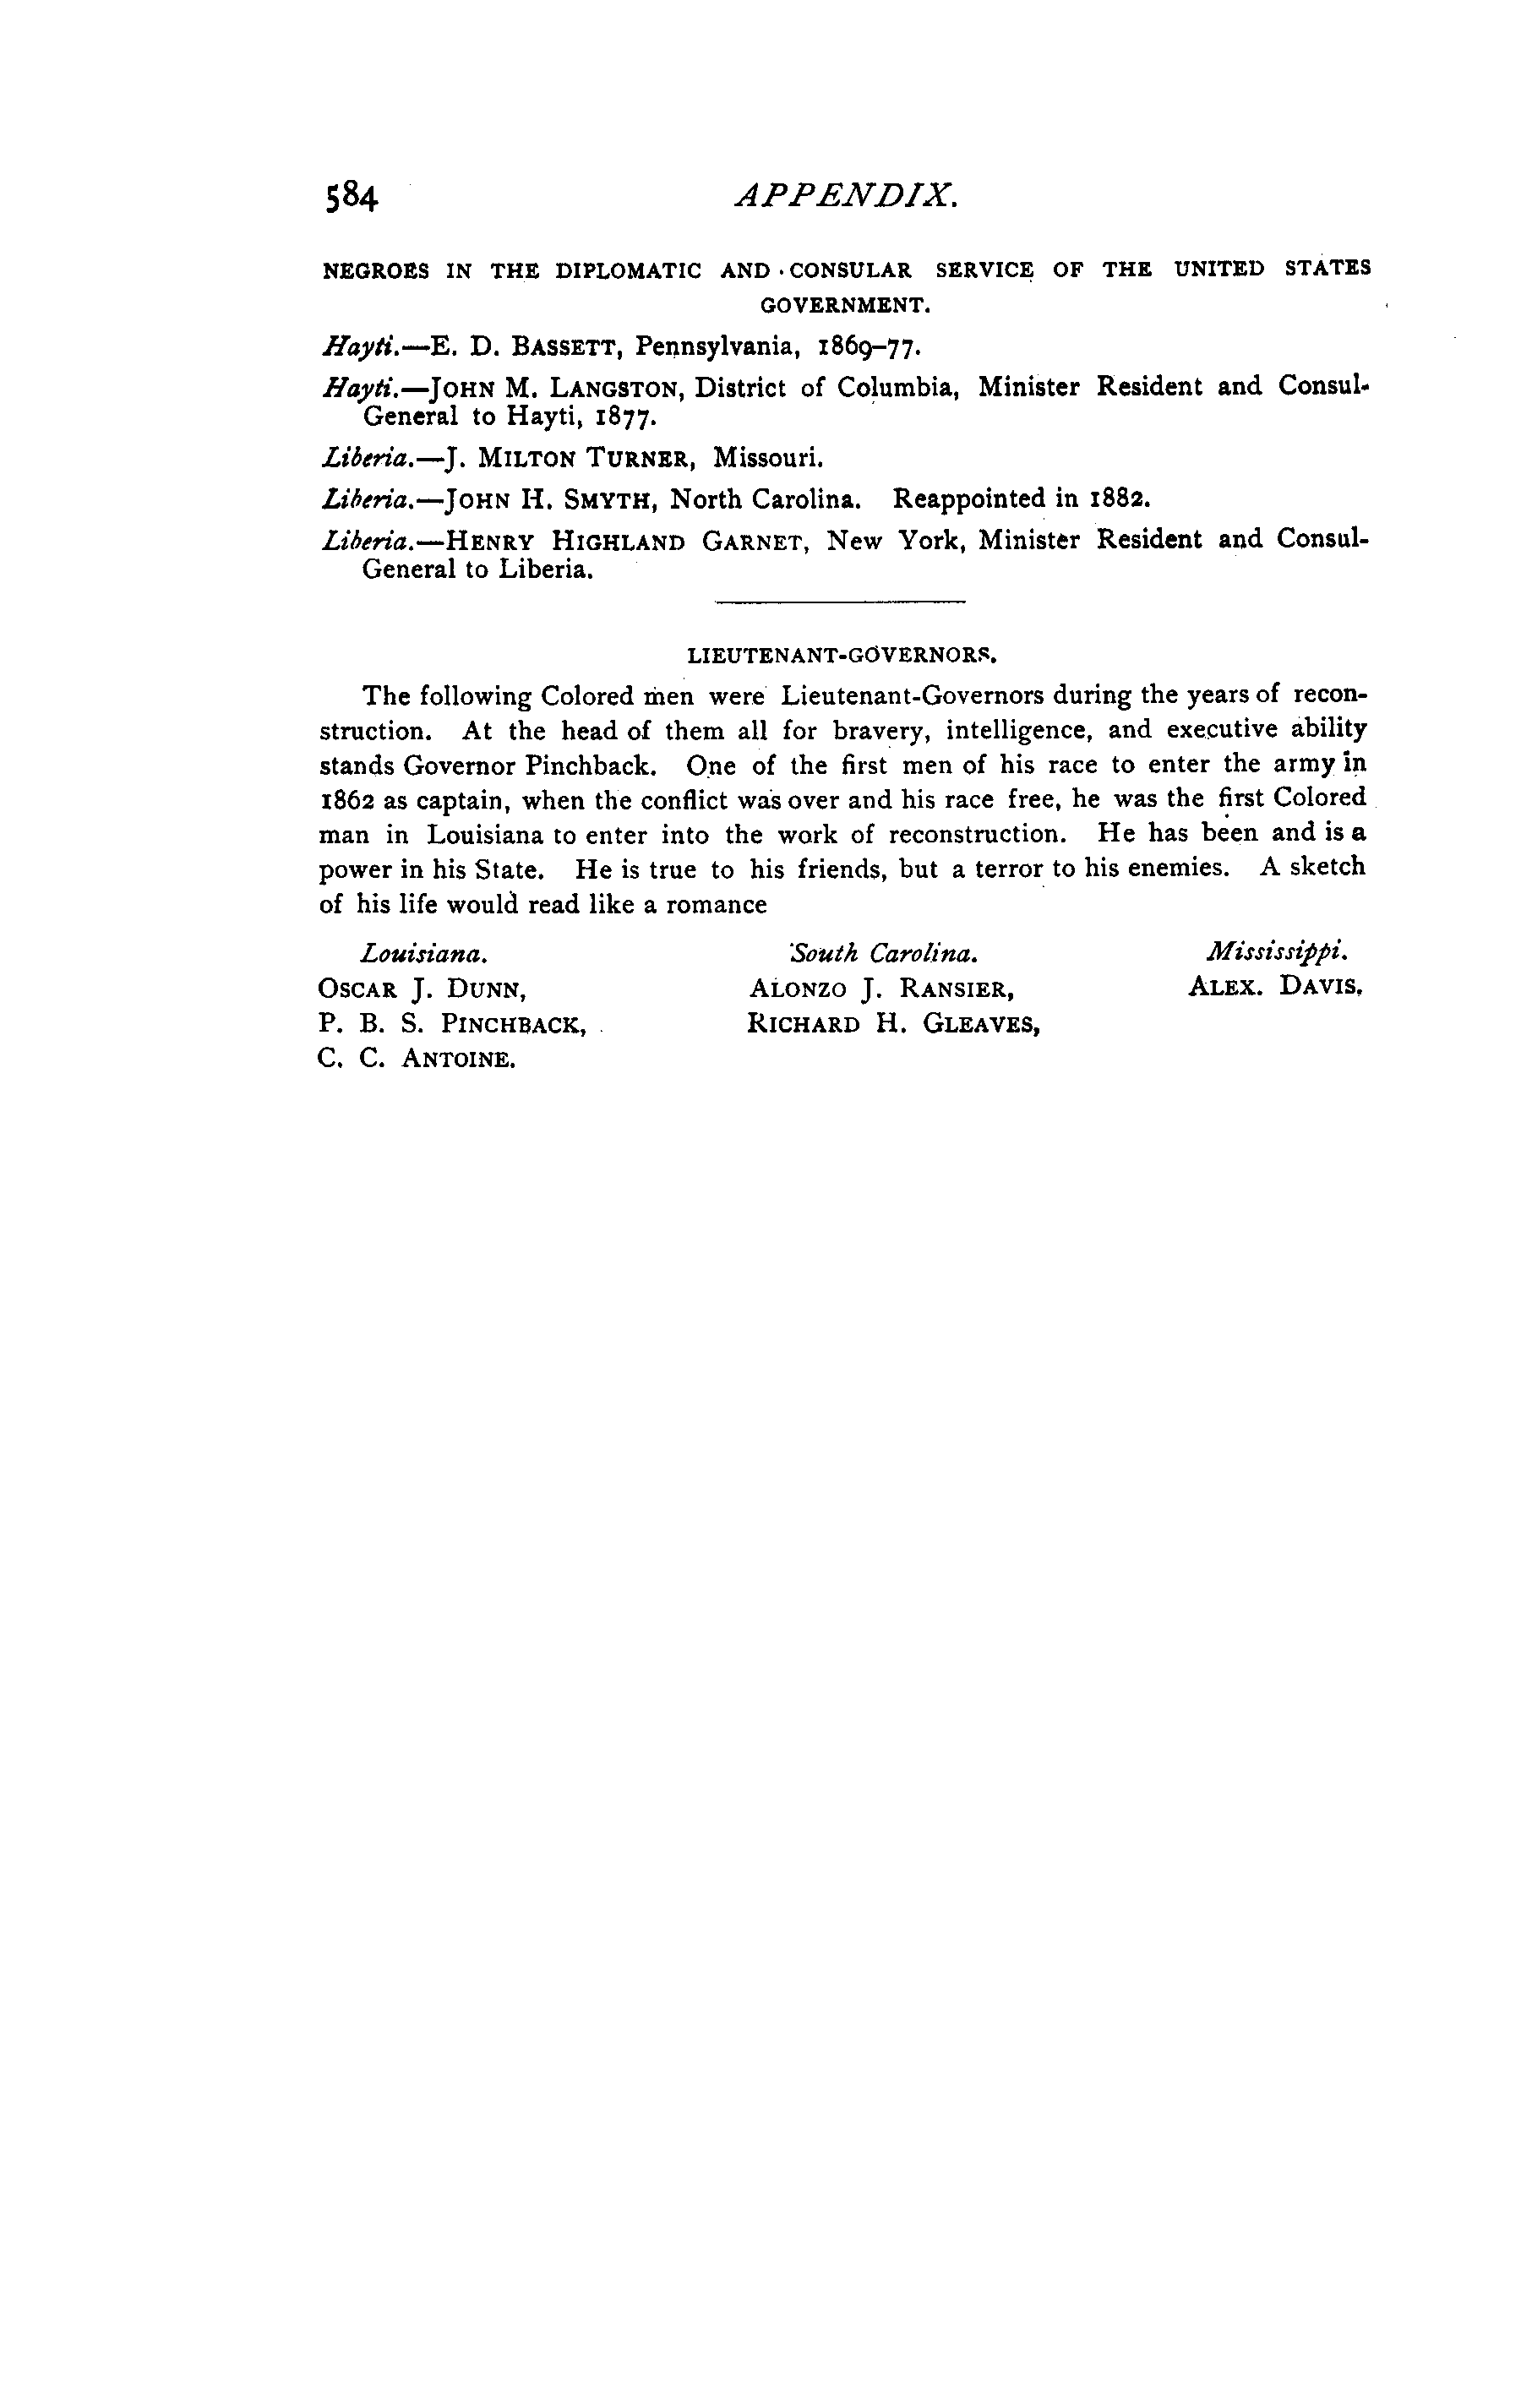 584 APPENDIX.
NEGROES IN THE DIPLOMATIC AND CONSULAR SERVICE OF THE UNITED STATES
GOVERNMENT.
Hayti.—E. D. BASSETT, Pennsylvania, 1869–77.
Hayti.—JOHN M. LANGSTON, District of Columbia, Minister Resident and Consul-
General to Hayti, 1877.
Liberia.—J. MILTON TURNER, Missouri.
Liberia.—JOHN H. SMYTH, North Carolina. Reappointed in 1882.
Liberia.—HENRY HIGHLAND GARNET, New York, Minister Resident and Consul-
General to Liberia.
LIEUTENANT-GOVERNORS.
The following Colored men were Lieutenant-Governors during the years of recon-
struction. At the head of them all for bravery, intelligence, and executive ability
stands Governor Pinchback. One of the first men of his race to enter the army in
1862 as captain, when the conflict was over and his race free, he was the first Colored
man in Louisiana to enter into the work of reconstruction. He has been and is a
power in his State. He is true to his friends, but a terror to his enemies. A sketch
of his life would read like a romance
Louisiana. South Carolina. Mississippi.
OSCAR J. DUNN, ALONZO J. RANSIER, ALEX. DAVIS,
P. B. S. PINCHBACK, RICHARD H. GLEAVES,
C. C. ANTOINE.